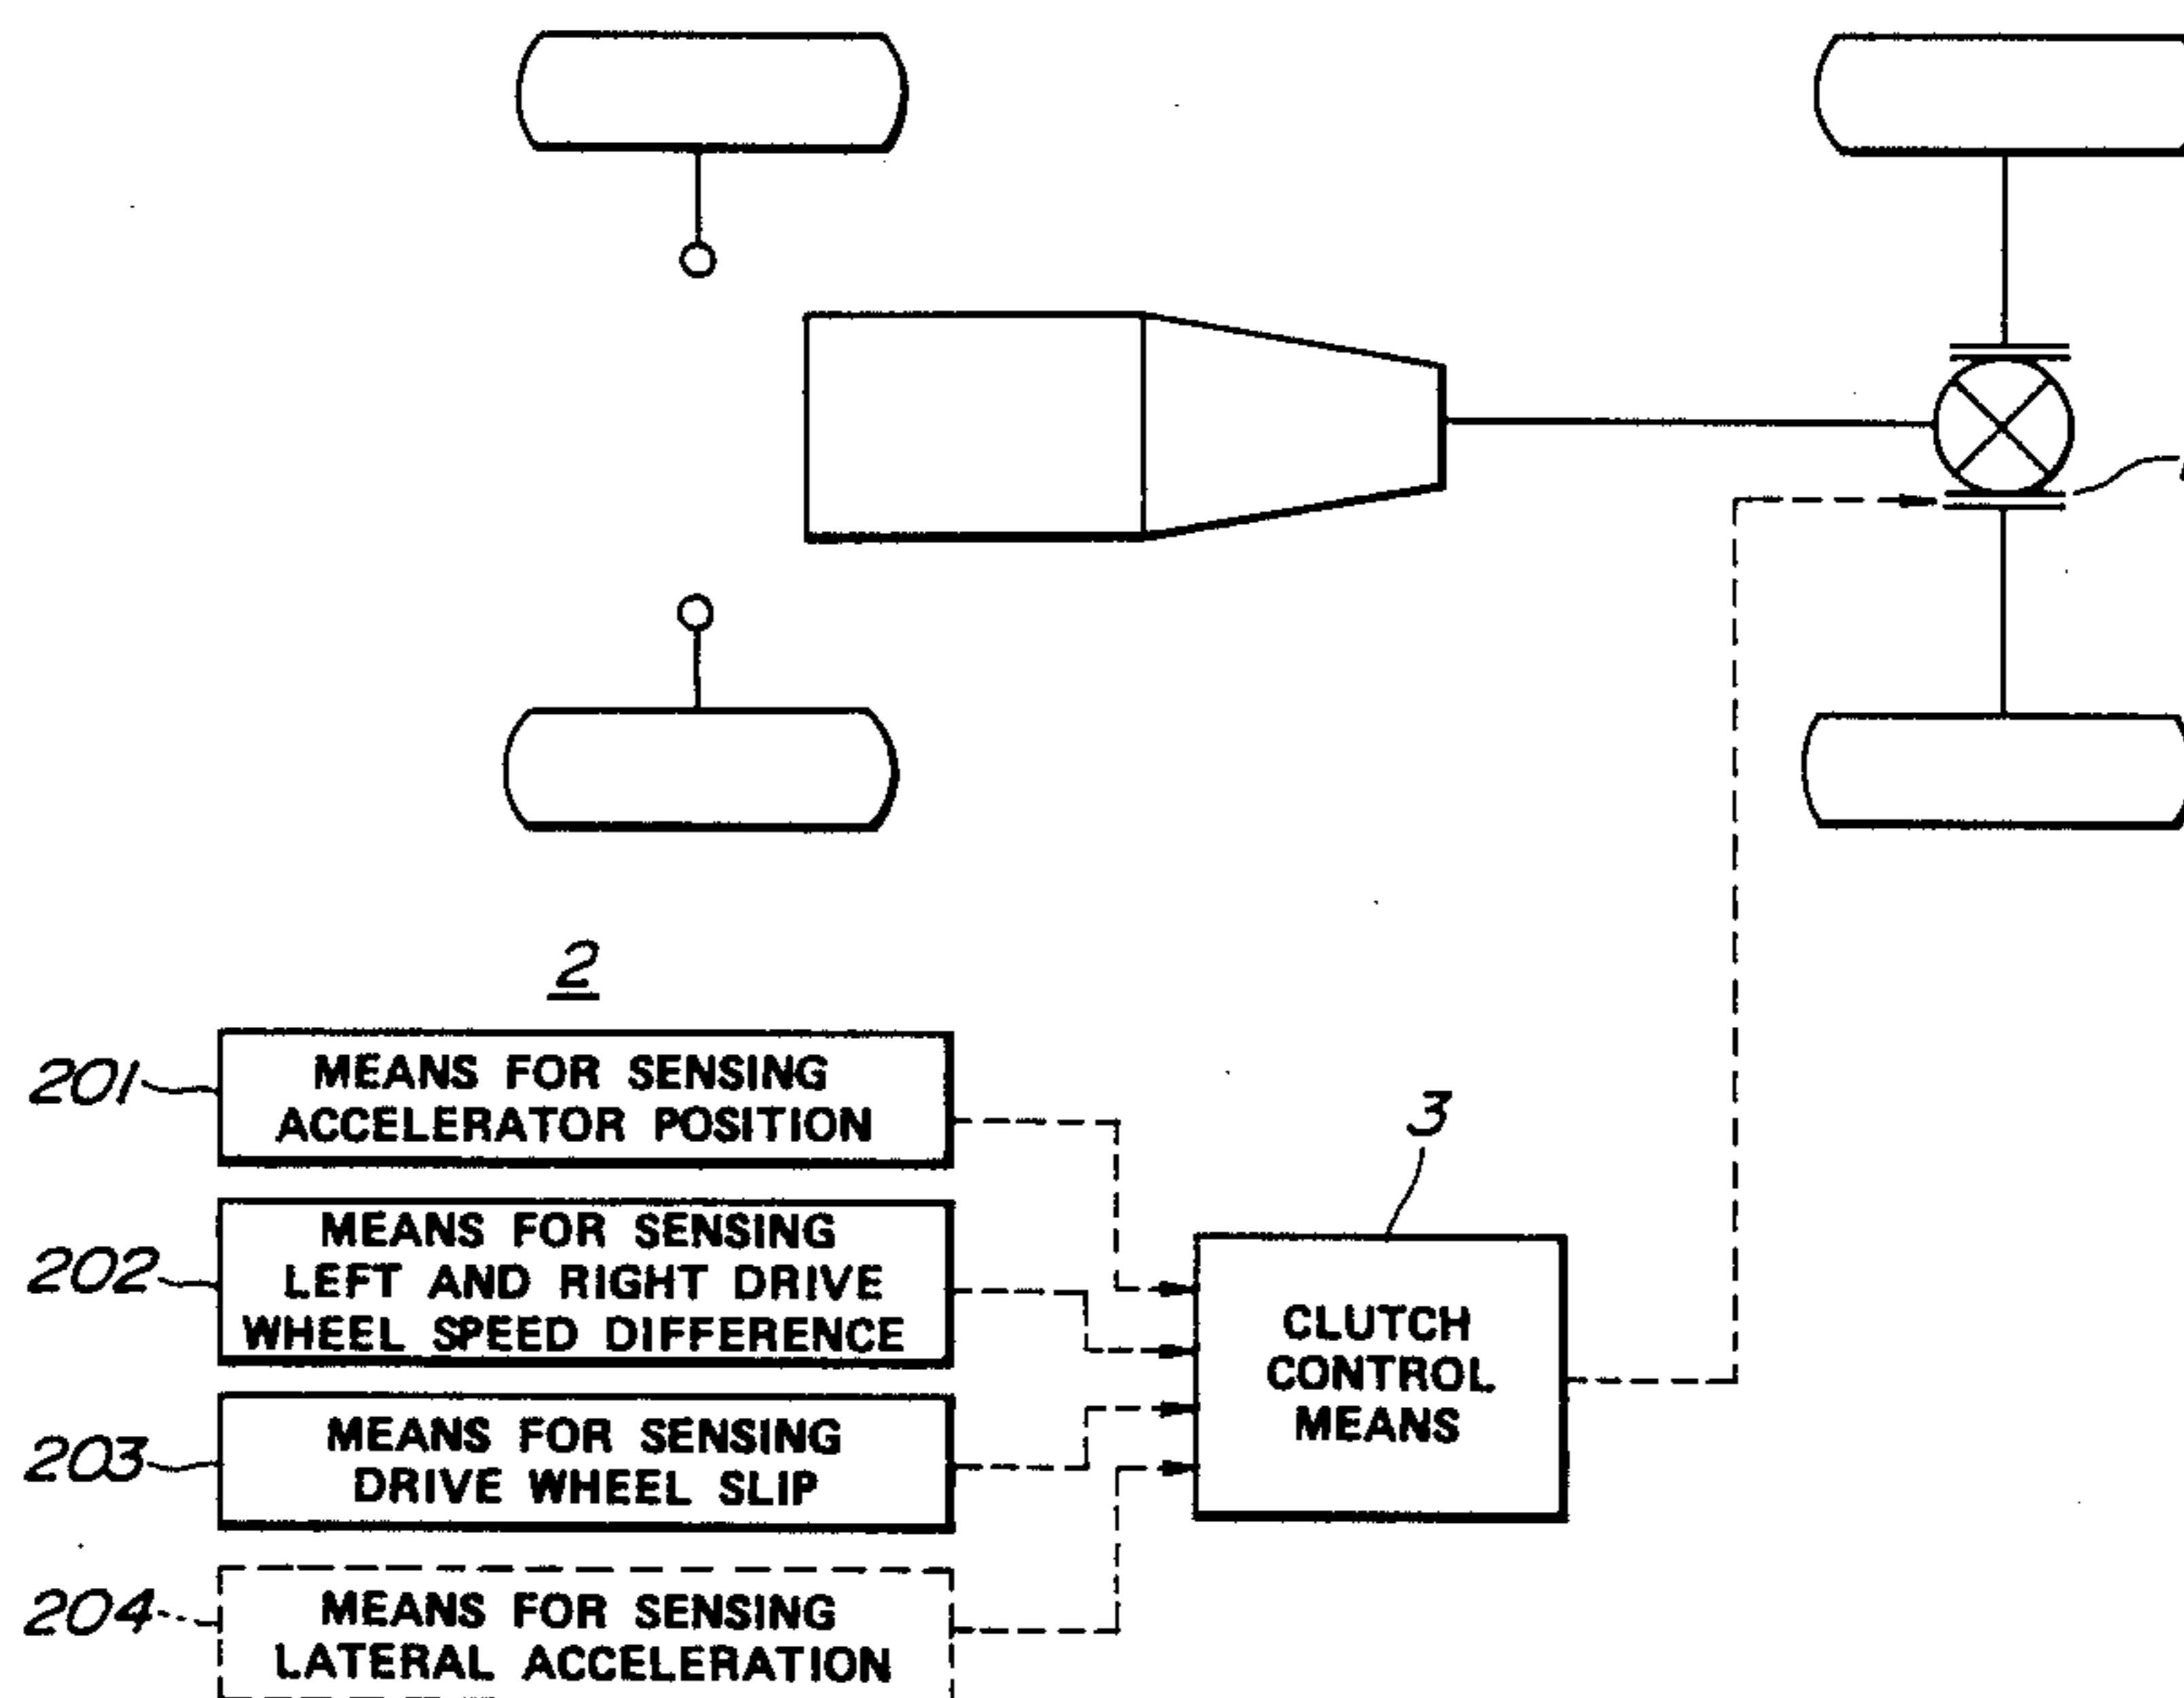 2
201
MEANS FOR SENSING
ACCELERATOR POSITION
202
MEANS FOR SENSING
LEFT AND RIGHT DRIVE
WHEEL SPEED DIFFERENCE
203
MEANS FOR SENSING
DRIVE WHEEL SLIP
204
MEANS FOR SENSING
LATERAL ACCELERATION
3
CLUTCH
CONTROL
MEANS